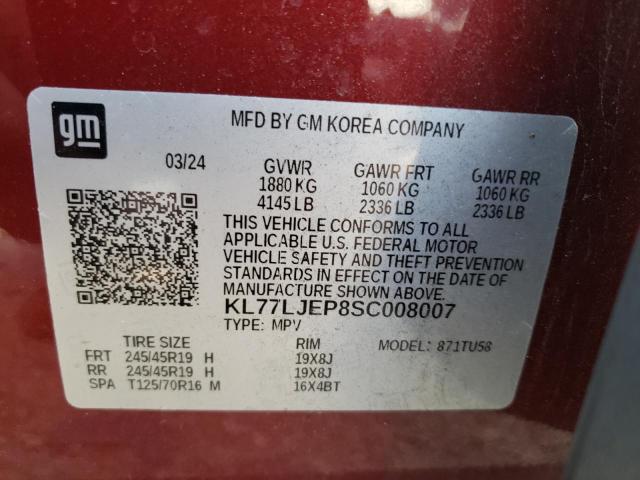 gm
MFD BY GM KOREA COMPANY
03/24 GVWR GAWR FRT GAWR RR
1880 KG 1060 KG 1060 KG
4145 LB 2336 LB 2336 LB
THIS VEHICLE CONFORMS TO ALL
APPLICABLE U.S. FEDERAL MOTOR
VEHICLE SAFETY AND THEFT PREVENTION
STANDARDS IN EFFECT ON THE DATE OF
MANUFACTURE SHOWN ABOVE.
KL77LJEP8SC008007
TYPE: MPV
TIRE SIZE RIM MODEL: 871TU58
FRT 245/45R19 H 19X8J
RR 245/45R19 H 19X8J
SPA T125/70R16 M 16X4BT